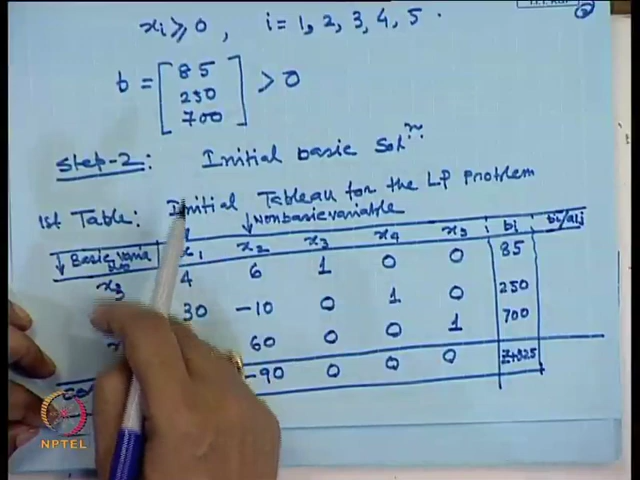 xi ≥ 0, i = 1, 2, 3, 4, 5.
b = [85 250 700] > 0
Step-2: Initial basic Sol^n:
1st Table: Initial Tableau for the LP Problem
↓ Nonbasic variable
↓ Basic varia x1 x2 x3 x4 x5 bi bi/aij
x3 4 6 1 0 0 85
30 -10 0 1 0 250
60 0 0 1 700
-90 0 0 0
NPTEL